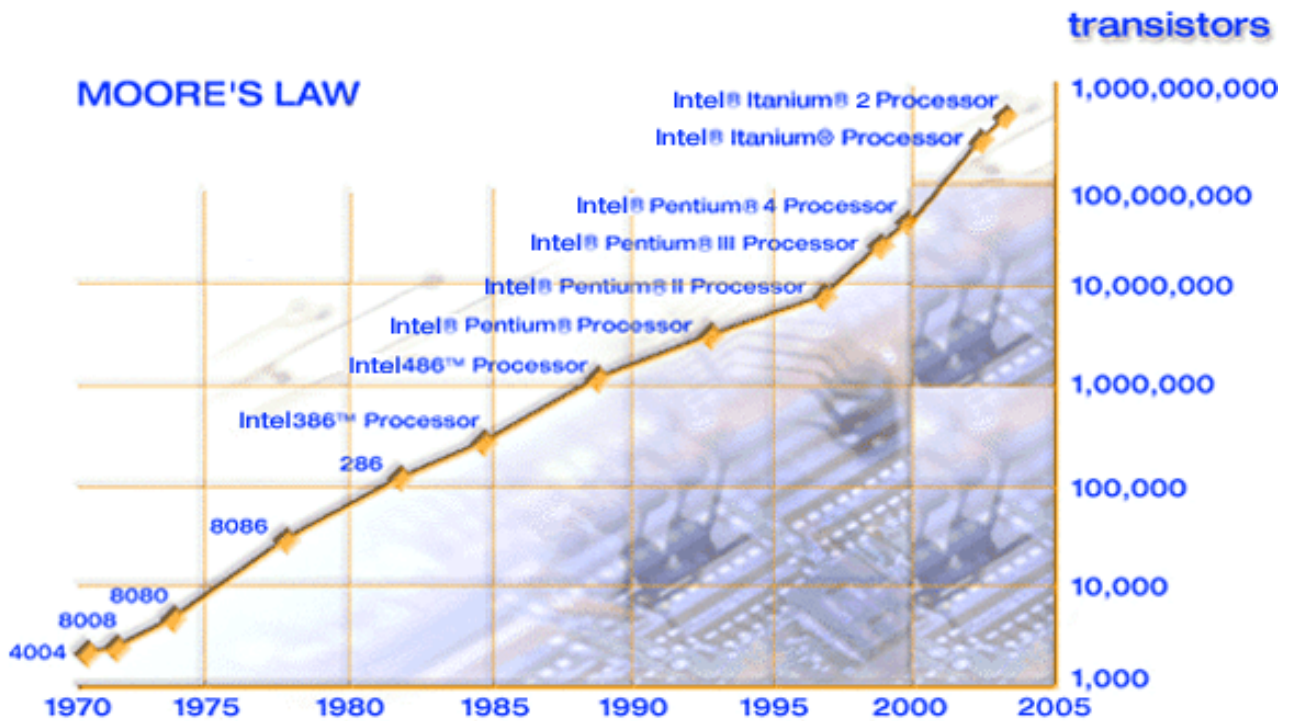 transistors
MOORE'S LAW
1,000,000,000
Intel® Itanium® 2 Processor
Intel® Itanium® Processor
100,000,000
Intel® Pentium® 4 Processor
Intel® Pentium® III Processor
10,000,000
Intel® Pentium® II Processor
Intel® Pentium® Processor
Intel486™ Processor
1,000,000
Intel386™ Processor
286
100,000
8086
10,000
8080
8008
4004
1,000
1970 1975 1980 1985 1990 1995 2000 2005